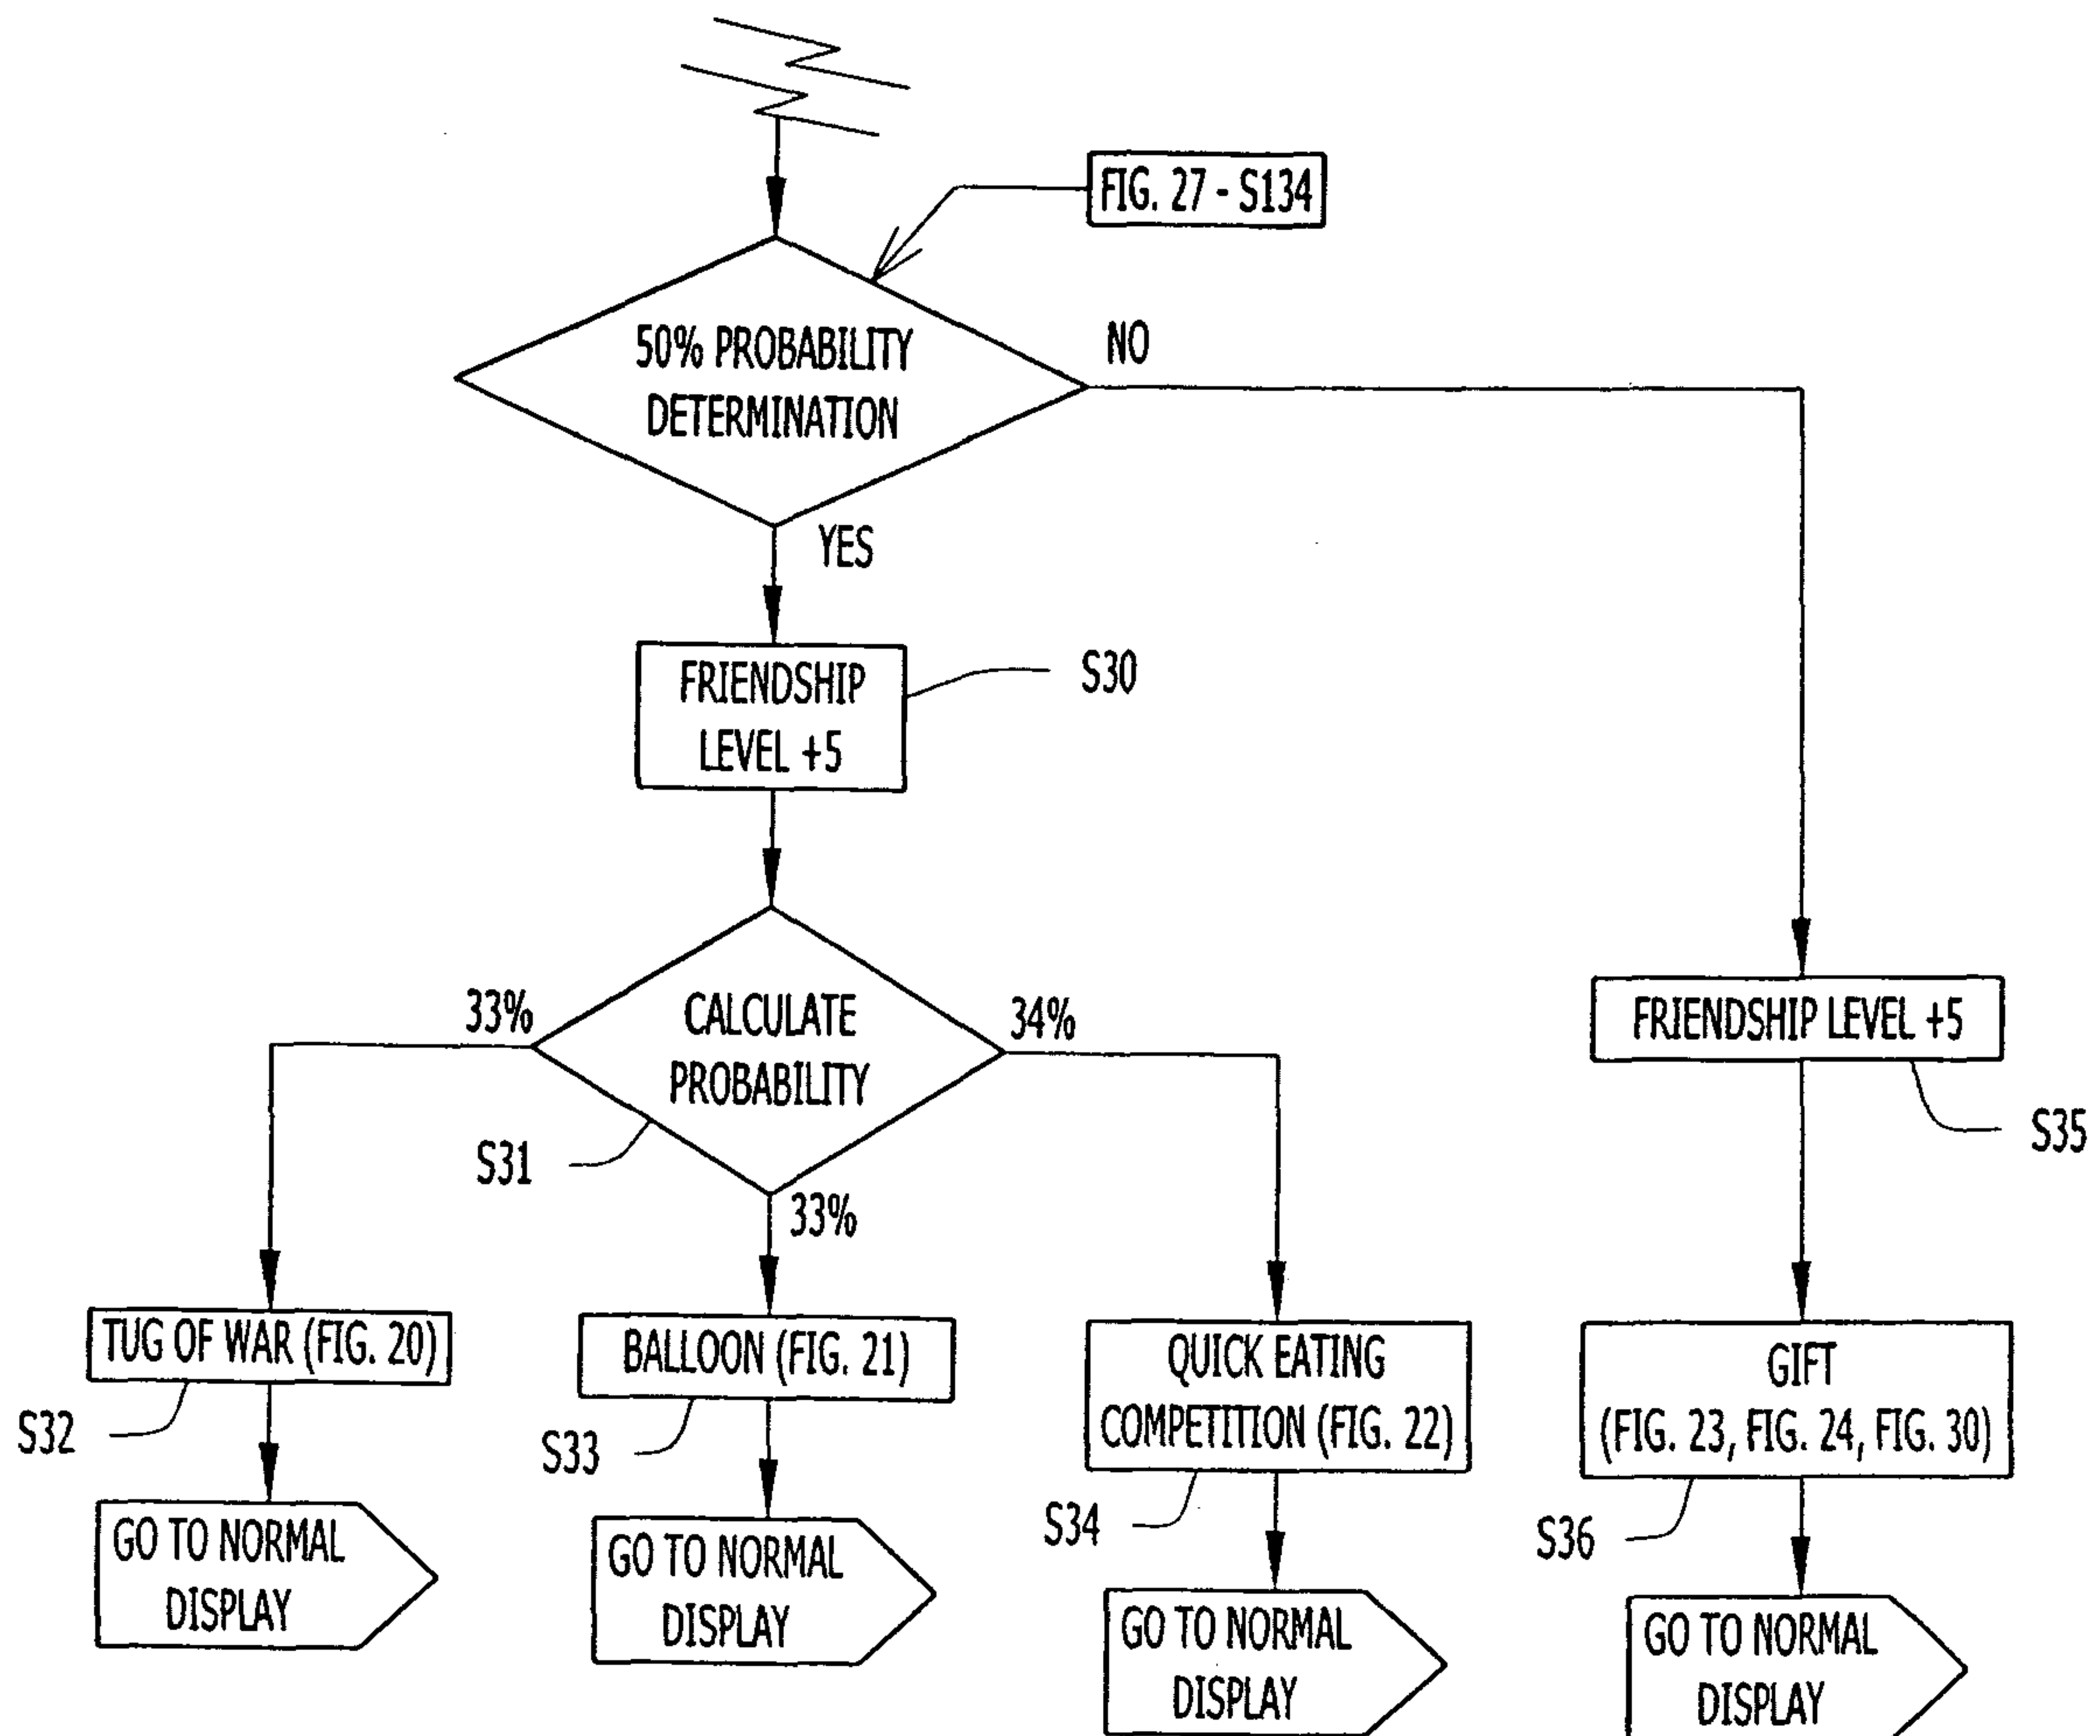 FIG. 27 - S134
50% PROBABILITY
DETERMINATION
NO
YES
FRIENDSHIP
LEVEL +5
S30
CALCULATE
PROBABILITY
33%
34%
33%
S31
FRIENDSHIP LEVEL +5
S35
TUG OF WAR (FIG. 20)
S32
GO TO NORMAL
DISPLAY
BALLOON (FIG. 21)
S33
GO TO NORMAL
DISPLAY
QUICK EATING
COMPETITION (FIG. 22)
S34
GO TO NORMAL
DISPLAY
GIFT
(FIG. 23, FIG. 24, FIG. 30)
S36
GO TO NORMAL
DISPLAY